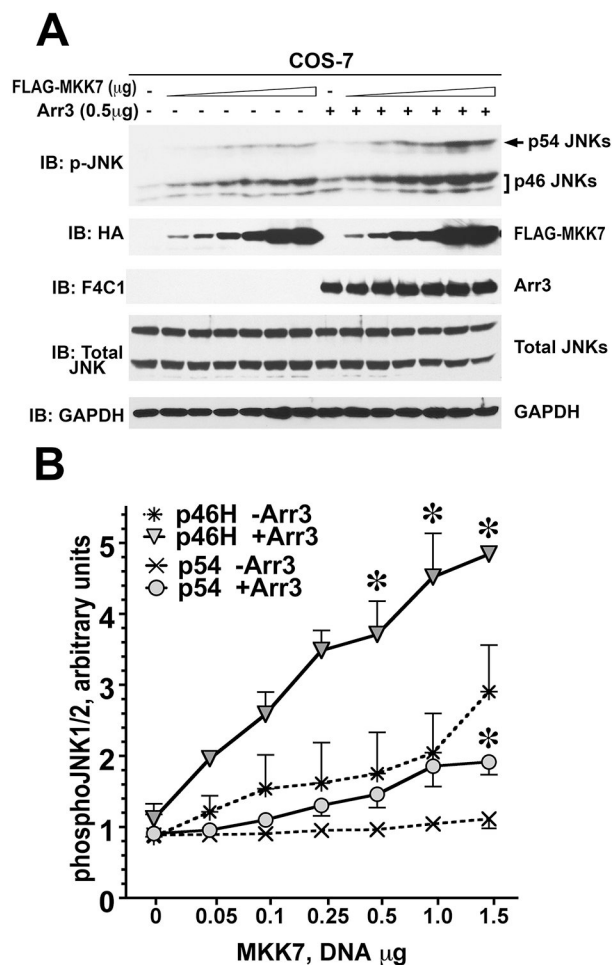 A
COS-7
FLAG-MKK7 (μg) - -
Arr3 (0.5μg) - - - - - - - + + + + + + +
IB: p-JNK
p54 JNKs
p46 JNKs
IB: HA
FLAG-MKK7
IB: F4C1
Arr3
IB: Total
JNK
Total JNKs
IB: GAPDH
GAPDH
B
phosphoJNK1/2, arbitrary units
p46H -Arr3
p46H +Arr3
p54 -Arr3
p54 +Arr3
* * * *
5
4
3
2
1
0
0 0.05 0.1 0.25 0.5 1.0 1.5
MKK7, DNA μg